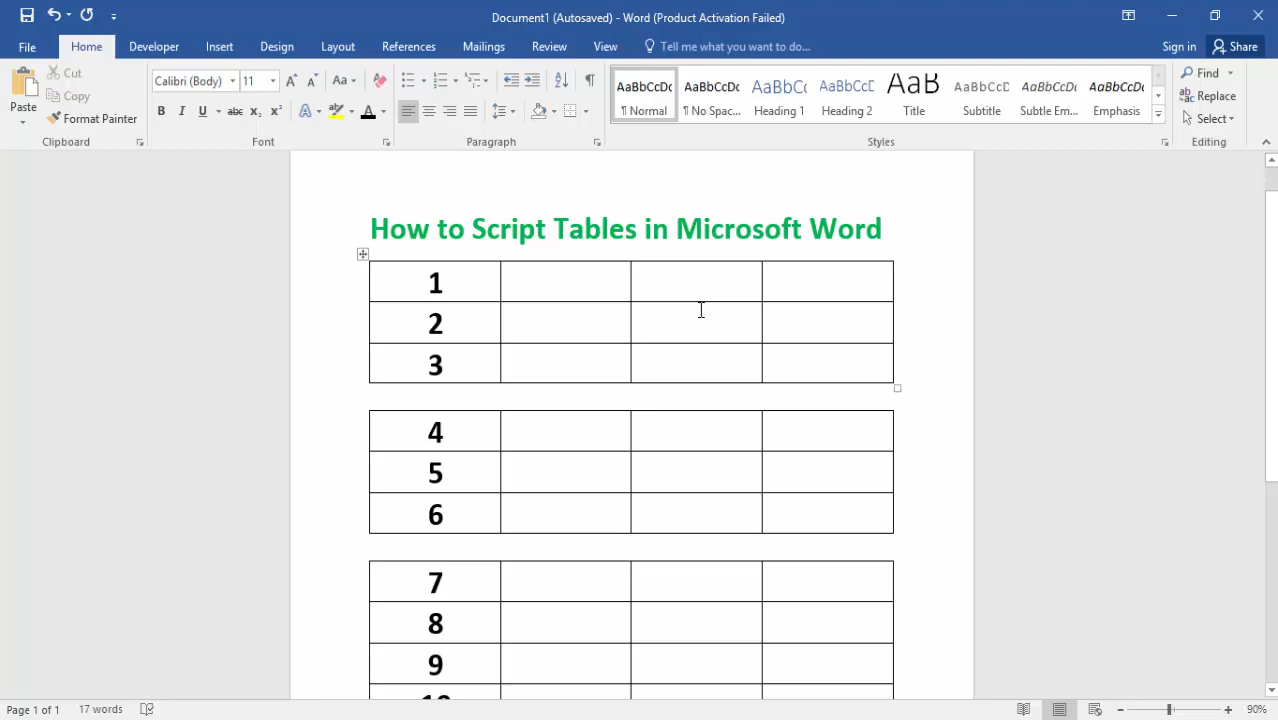 Document1 (Autosaved) - Word (Product Activation Failed)
File Home Developer Insert Design Layout References Mailings Review View Tell me what you want to do... Sign in Share
Paste Cut Copy Format Painter
Calibri (Body) 11
AaBbCcDc AaBbCcDc AaBbCc AaBbCcC AaB AaBbCcC AaBbCcDc AaBbCcDc
¶ Normal ¶ No Spac... Heading 1 Heading 2 Title Subtitle Subtle Em... Emphasis
Find
Replace
Select
Clipboard Font Paragraph Styles Editing
How to Script Tables in Microsoft Word
1
2
3
4
5
6
7
8
9
Page 1 of 1 17 words 90%